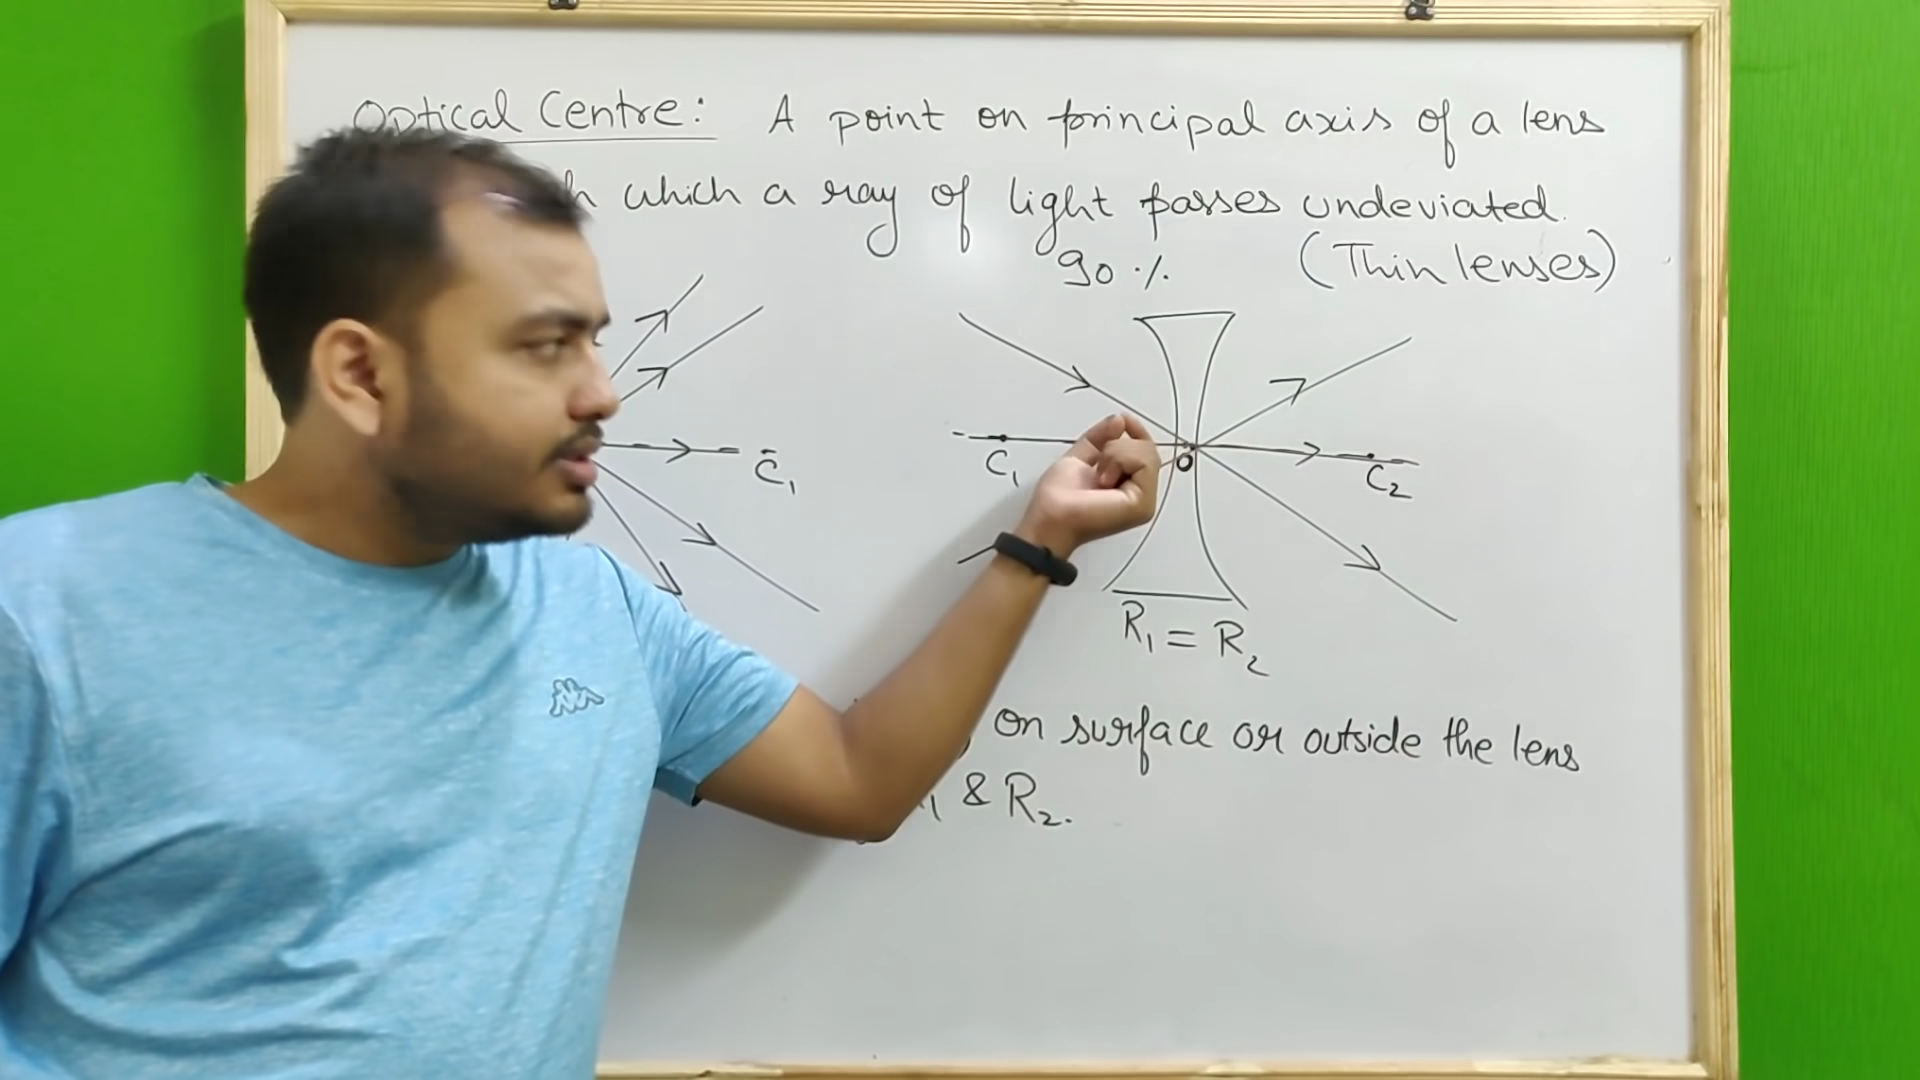 Optical Centre: A point on principal axis of a lens
which a ray of light passes undeviated.
90 % (Thin lenses)
C₁
C₁ O C₂
R₁ = R₂
on surface or outside the lens
& R₂.